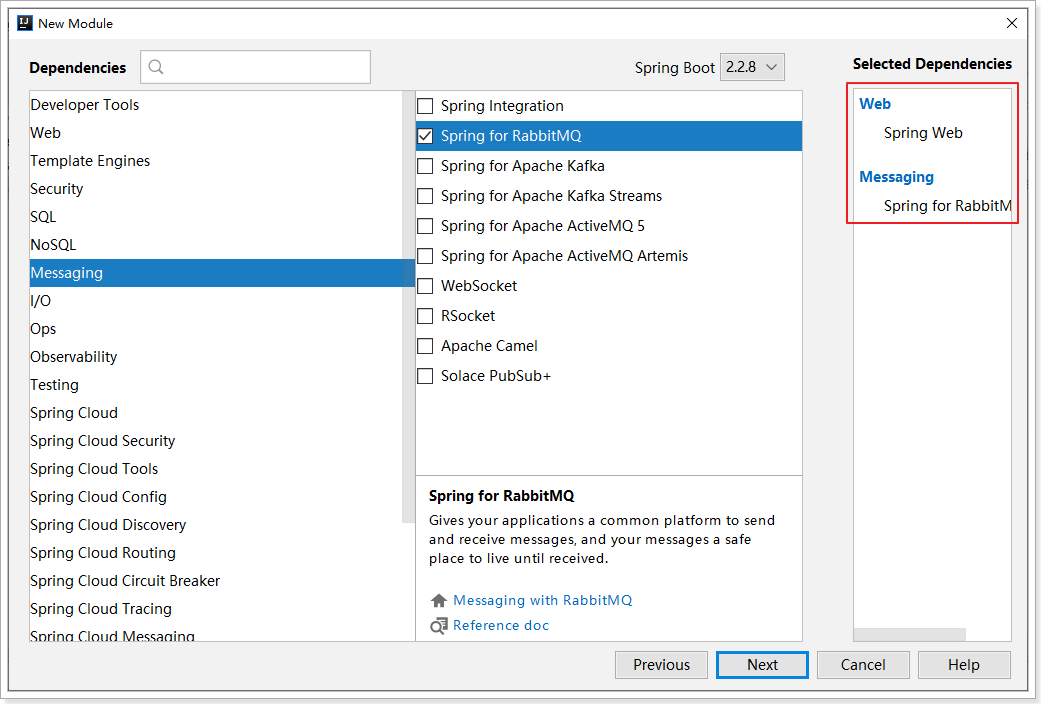 New Module
Dependencies
Spring Boot 2.2.8
Selected Dependencies
Developer Tools
Web
Template Engines
Security
SQL
NoSQL
Messaging
I/O
Ops
Observability
Testing
Spring Cloud
Spring Cloud Security
Spring Cloud Tools
Spring Cloud Config
Spring Cloud Discovery
Spring Cloud Routing
Spring Cloud Circuit Breaker
Spring Cloud Tracing
Spring Cloud Messaging
Spring Integration
Spring for RabbitMQ
Spring for Apache Kafka
Spring for Apache Kafka Streams
Spring for Apache ActiveMQ 5
Spring for Apache ActiveMQ Artemis
WebSocket
RSocket
Apache Camel
Solace PubSub+
Spring for RabbitMQ
Gives your applications a common platform to send
and receive messages, and your messages a safe
place to live until received.
Messaging with RabbitMQ
Reference doc
Web
Spring Web
Messaging
Spring for RabbitM
Previous
Next
Cancel
Help